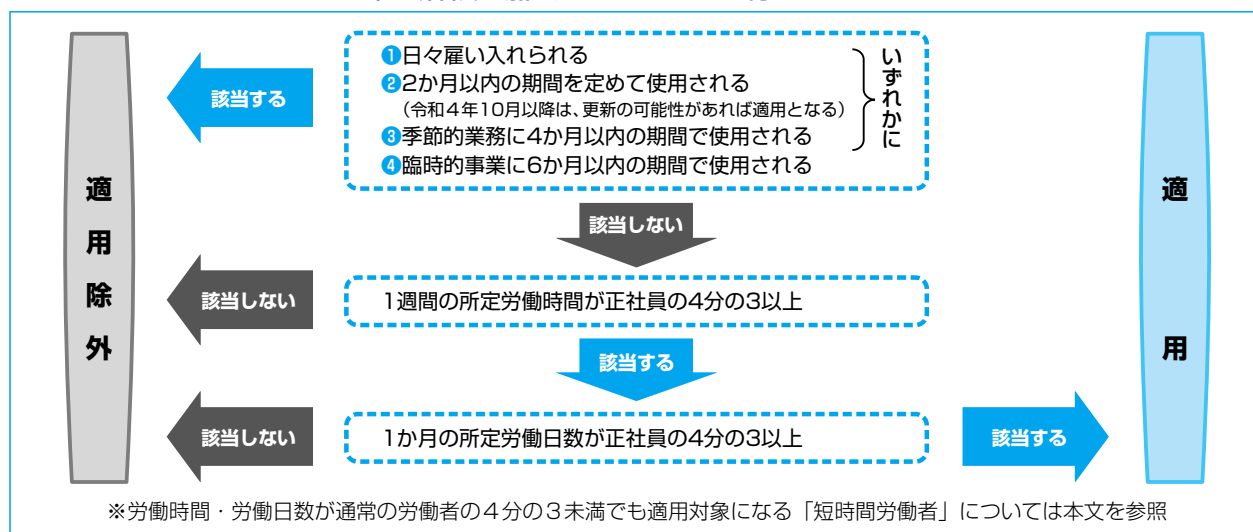 ❶日々雇い入れられる
❷2か月以内の期間を定めて使用される
（令和４年10月以降は、更新の可能性があれば適用となる）
❸季節的業務に4か月以内の期間で使用される
❹臨時的事業に6か月以内の期間で使用される
いずれかに
該当する
適用除外
適用
該当しない
該当しない
1週間の所定労働時間が正社員の4分の3以上
該当する
該当しない
1か月の所定労働日数が正社員の4分の3以上
該当する
※労働時間・労働日数が通常の労働者の４分の３未満でも適用対象になる「短時間労働者」については本文を参照